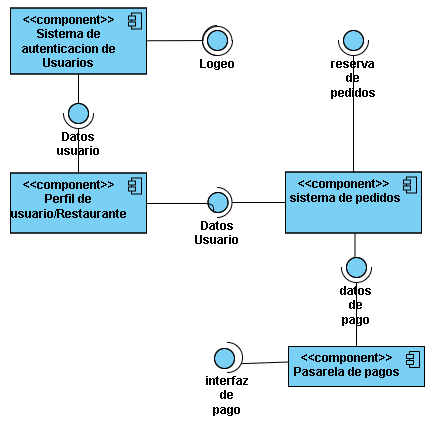 <<component>>
Sistema de
autenticacion de
Usuarios
Logeo
reserva
de
pedidos
Datos
usuario
<<component>>
Perfil de
usuario/Restaurante
Datos
Usuario
<<component>>
sistema de pedidos
datos
de
pago
<<component>>
Pasarela de pagos
interfaz
de
pago